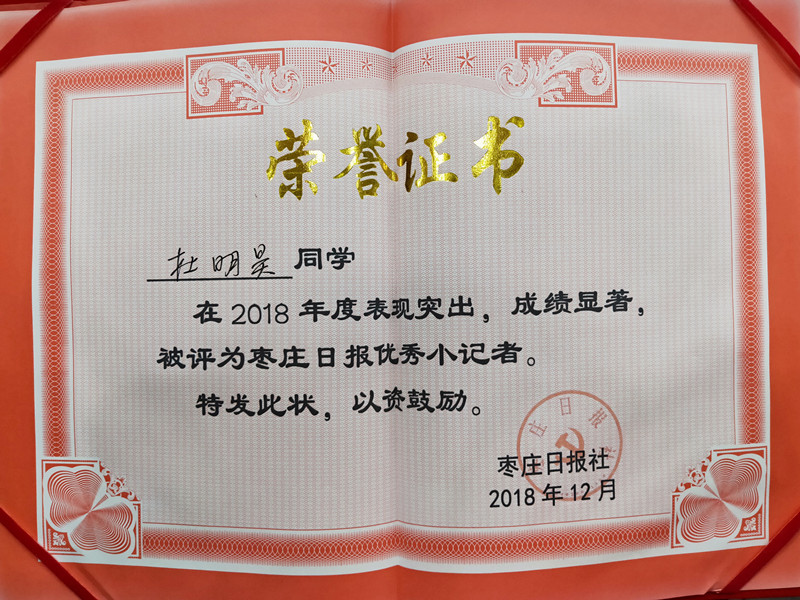 荣誉证书
杜明昊 同学
在 2018 年度表现突出，成绩显著，
被评为枣庄日报优秀小记者。
特发此状，以资鼓励。
枣庄日报社
2018 年 12 月